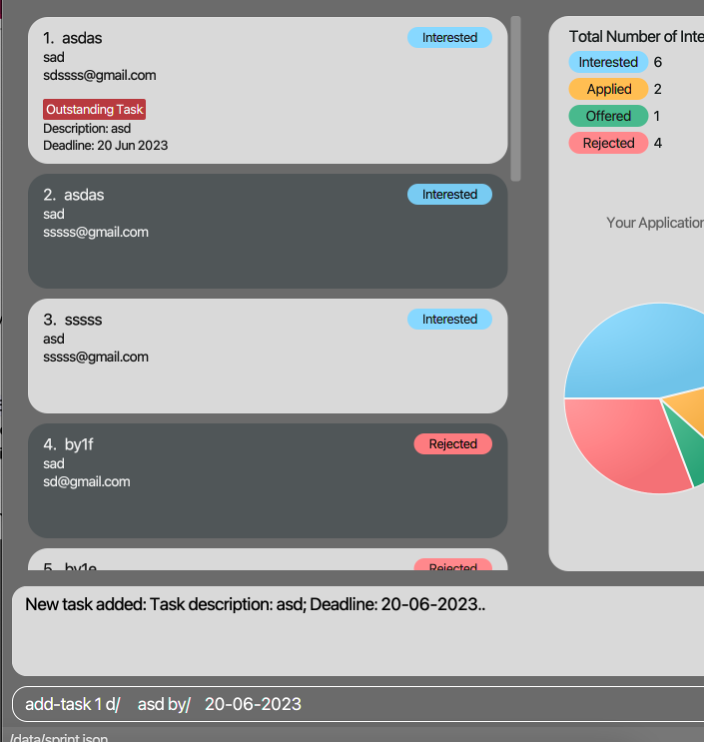 1. asdas
Interested
sad
sdssss@gmail.com
Outstanding Task
Description: asd
Deadline: 20 Jun 2023
2. asdas
Interested
sad
sssss@gmail.com
3. sssss
Interested
asd
sssss@gmail.com
4. by1f
Rejected
sad
sd@gmail.com
5. by1e
Rejected
Total Number of Inte
Interested 6
Applied 2
Offered 1
Rejected 4
Your Application
New task added: Task description: asd; Deadline: 20-06-2023..
add-task 1 d/ asd by/ 20-06-2023
/data/sprint.json